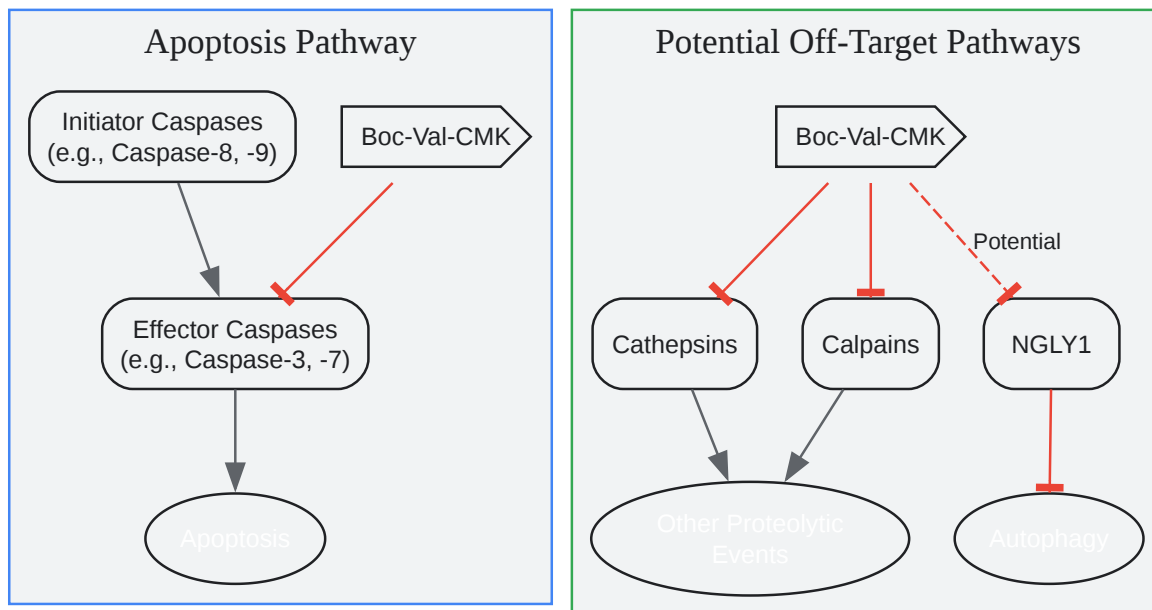 Apoptosis Pathway
Initiator Caspases
(e.g., Caspase-8, -9)
Boc-Val-CMK
Effector Caspases
(e.g., Caspase-3, -7)
Apoptosis
Potential Off-Target Pathways
Boc-Val-CMK
Potential
Cathepsins
Calpains
NGLY1
Other Proteolytic
Events
Autophagy